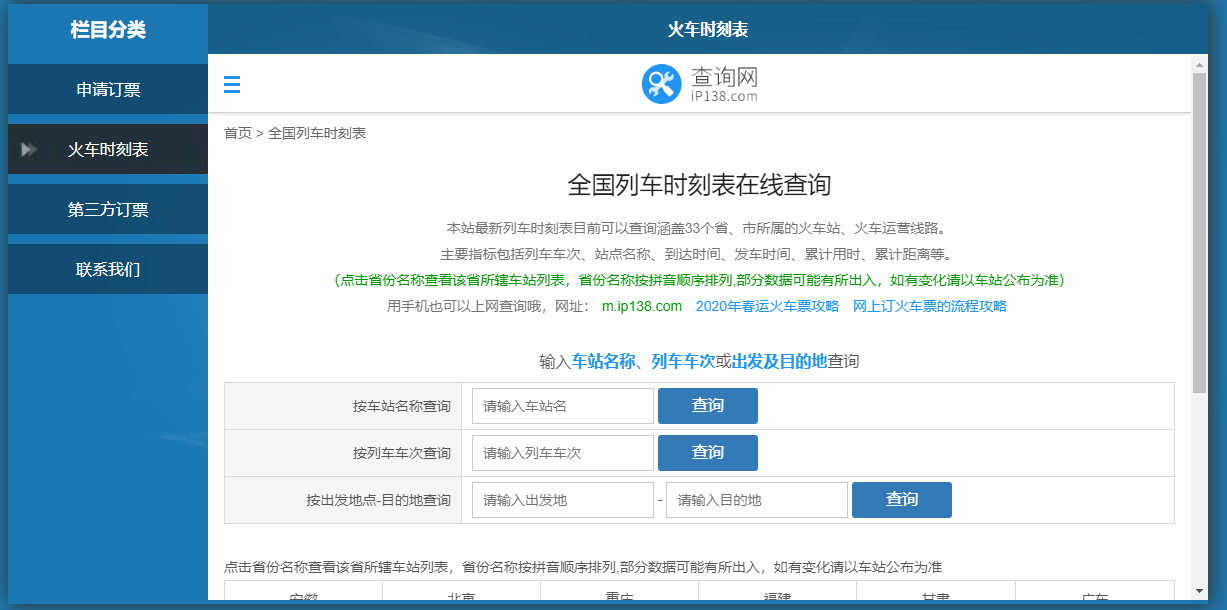 栏目分类
火车时刻表
申请订票
火车时刻表
第三方订票
联系我们
查询网
iP138.com
首页 > 全国列车时刻表
全国列车时刻表在线查询
本站最新列车时刻表目前可以查询涵盖33个省、市所属的火车站、火车运营线路。
主要指标包括列车车次、站点名称、到达时间、发车时间、累计用时、累计距离等。
(点击省份名称查看该省所辖车站列表，省份名称按拼音顺序排列,部分数据可能有所出入，如有变化请以车站公布为准)
用手机也可以上网查询哦，网址： m.ip138.com 2020年春运火车票攻略 网上订火车票的流程攻略
输入车站名称、列车车次或出发及目的地查询
按车站名称查询 请输入车站名 查询
按列车车次查询 请输入列车车次 查询
按出发地点-目的地查询 请输入出发地 - 请输入目的地 查询
点击省份名称查看该省所辖车站列表，省份名称按拼音顺序排列,部分数据可能有所出入，如有变化请以车站公布为准
安徽 北京 重庆 福建 甘肃 广东